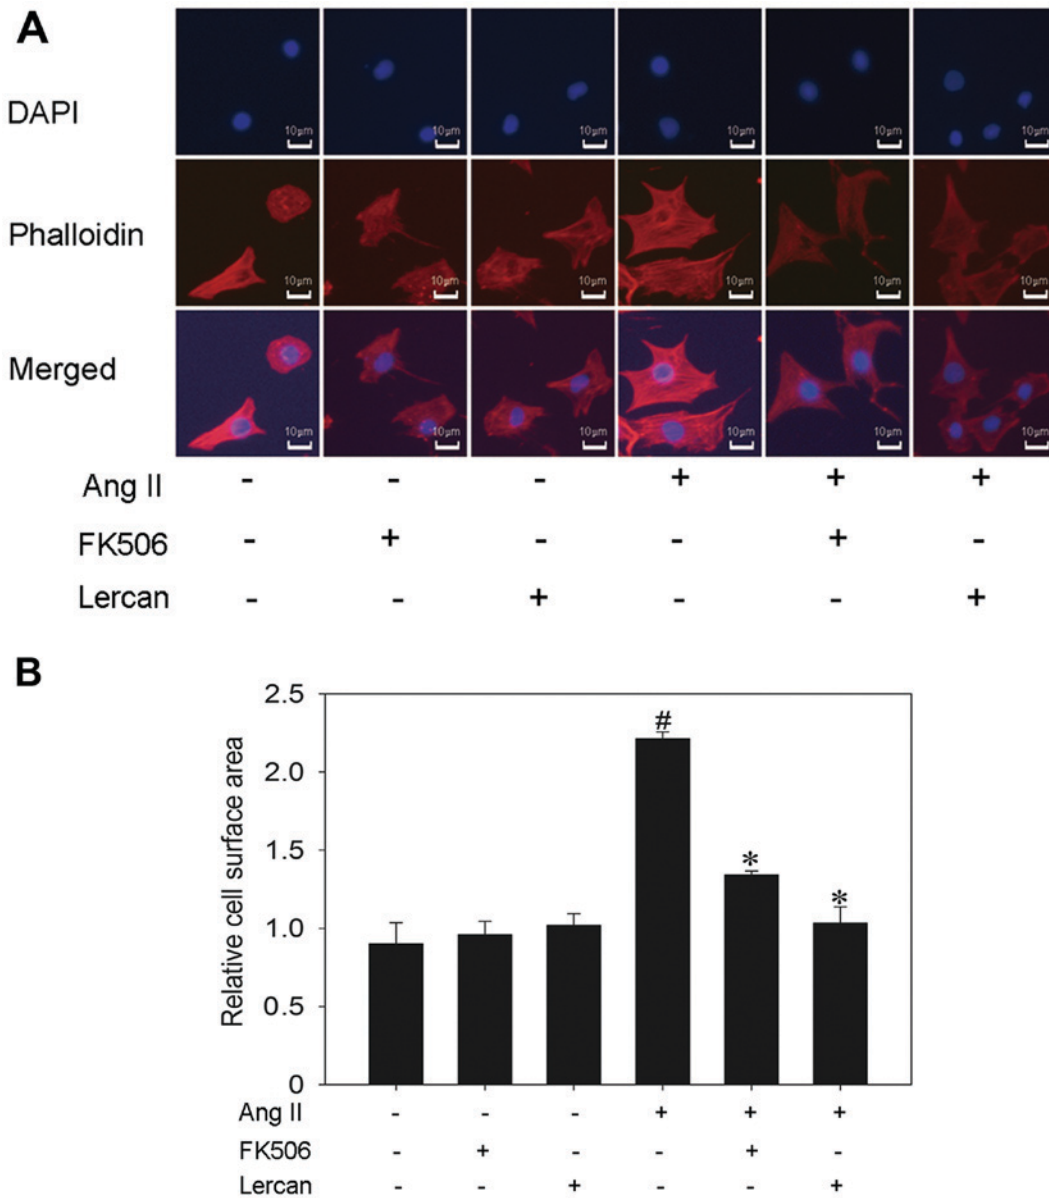 A
DAPI
10μm 10μm 10μm 10μm 10μm 10μm
Phalloidin
10μm 10μm 10μm 10μm 10μm 10μm
Merged
10μm 10μm 10μm 10μm 10μm 10μm
Ang II - - - + + +
FK506 - + - - + -
Lercan - - + - - +
B
Relative cell surface area
2.5
#
2.0
1.5
*
*
1.0
0.5
0
Ang II - - - + + +
FK506 - + - - + -
Lercan - - + - - +